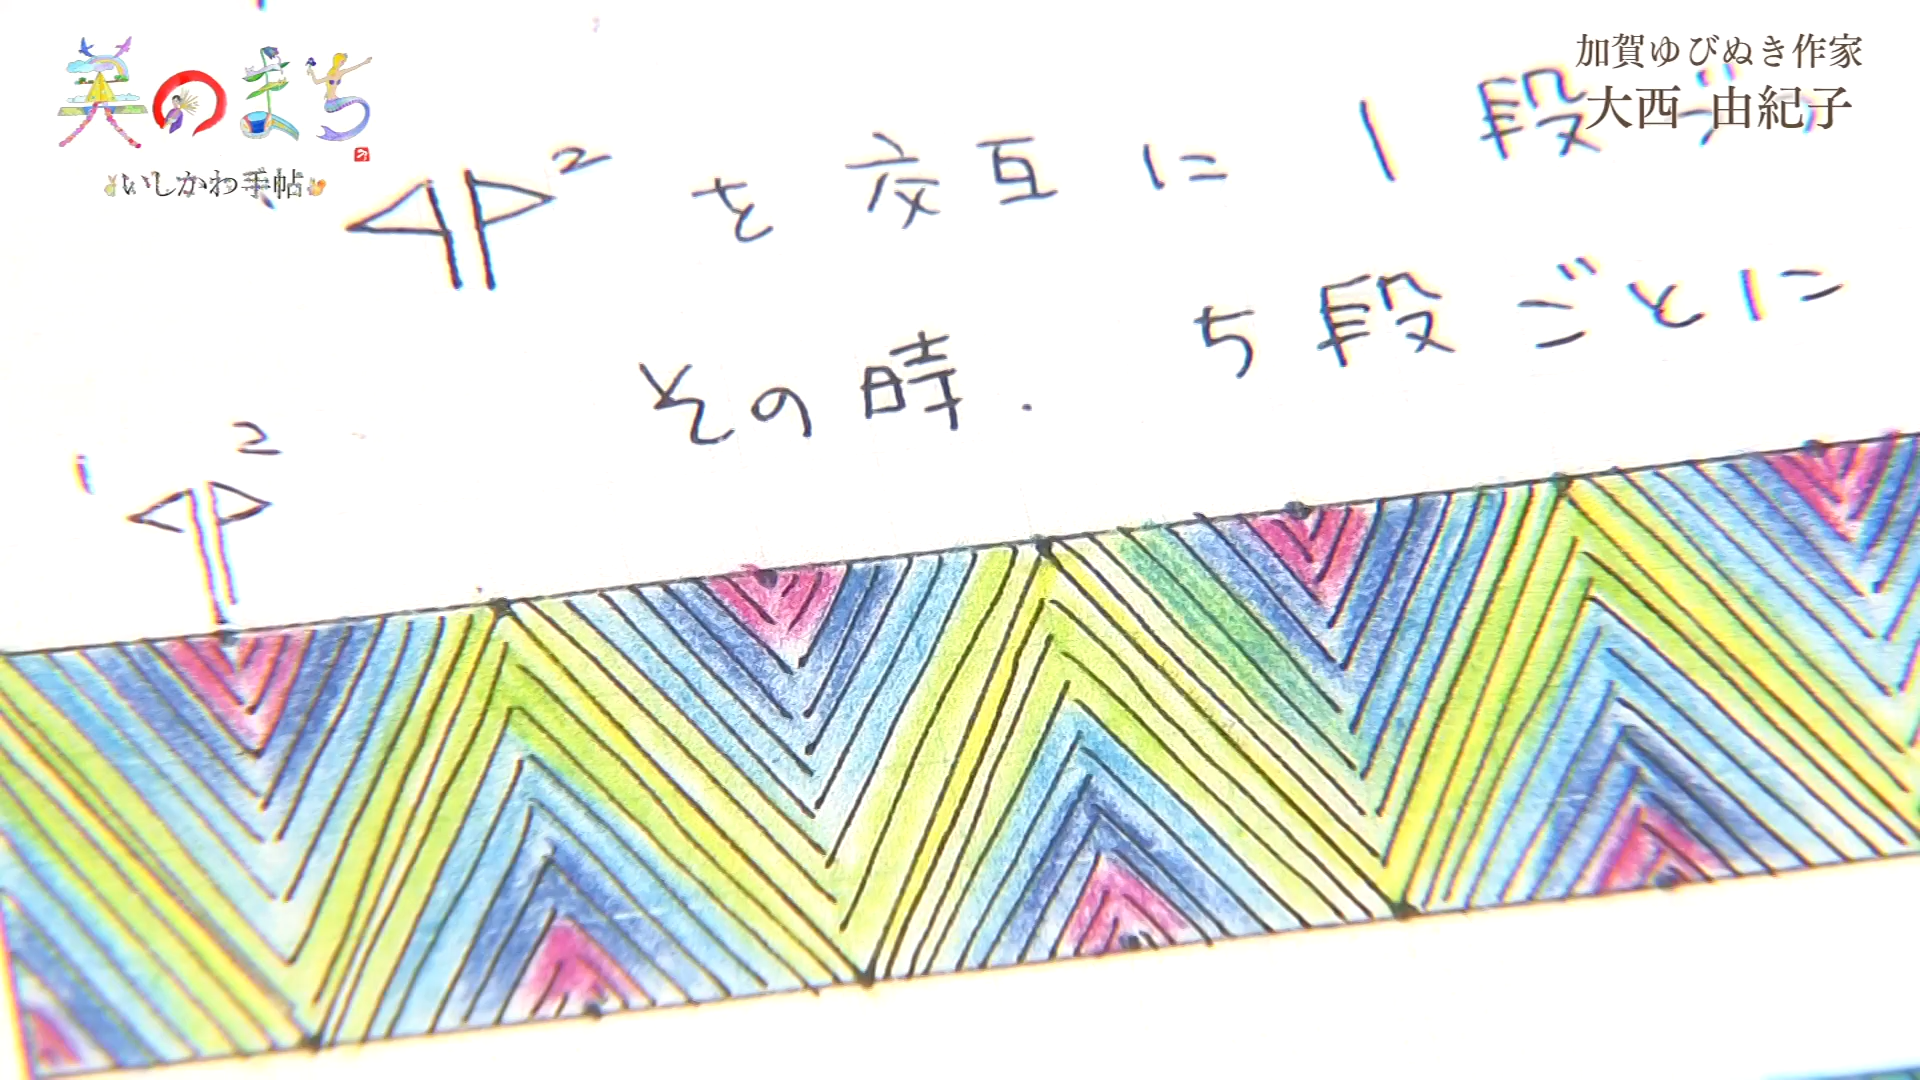 美のまち
いしかわ手帖
加賀ゆびぬき作家
大西 由紀子
2 を 交互に 1 段
その時. 5段ごとに
1 2